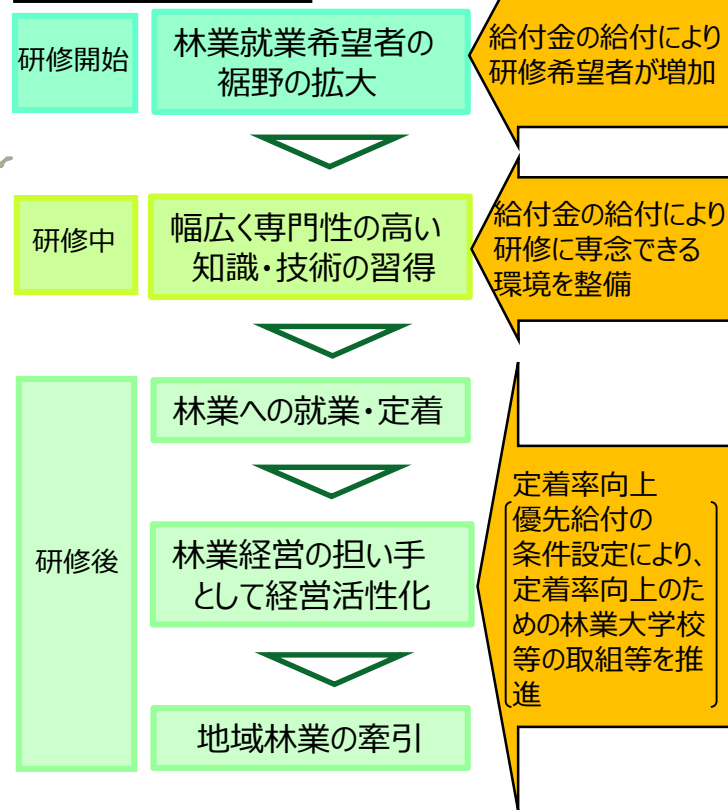 研修開始
林業就業希望者の
裾野の拡大
給付金の給付により
研修希望者が増加
研修中
幅広く専門性の高い
知識・技術の習得
給付金の給付により
研修に専念できる
環境を整備
研修後
林業への就業・定着
林業経営の担い手
として経営活性化
地域林業の牽引
定着率向上
優先給付の
条件設定により、
定着率向上のた
めの林業大学校
等の取組等を推
進